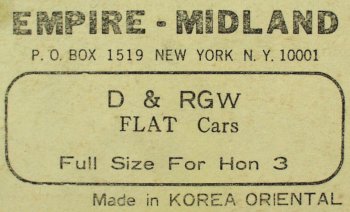 EMPIRE - MIDLAND
P. O. BOX 1519 NEW YORK N. Y. 10001
D & RGW
FLAT Cars
Full Size For Hon 3
Made in KOREA ORIENTAL